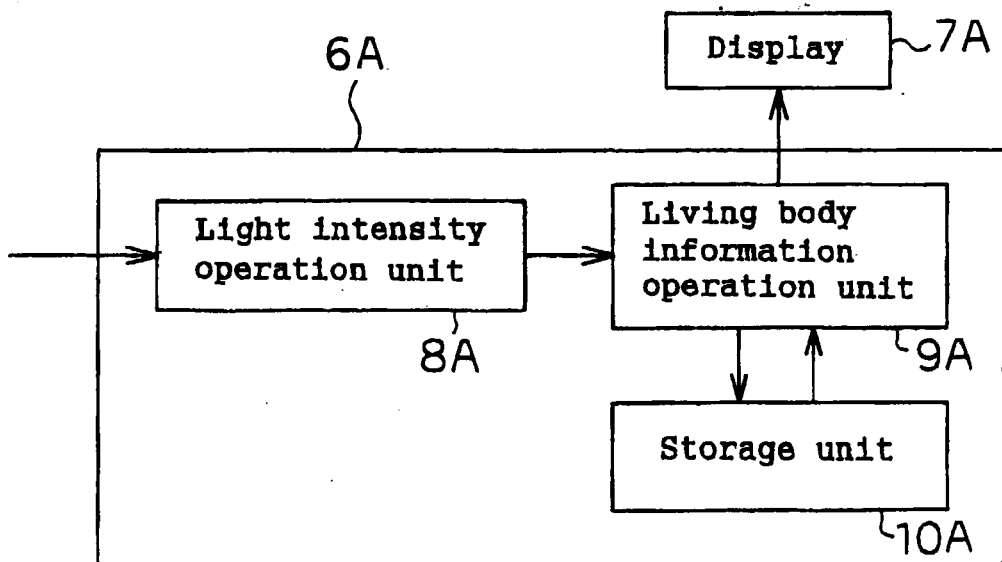 6A
Display
7A
Light intensity
operation unit
8A
Living body
information
operation unit
9A
Storage unit
10A